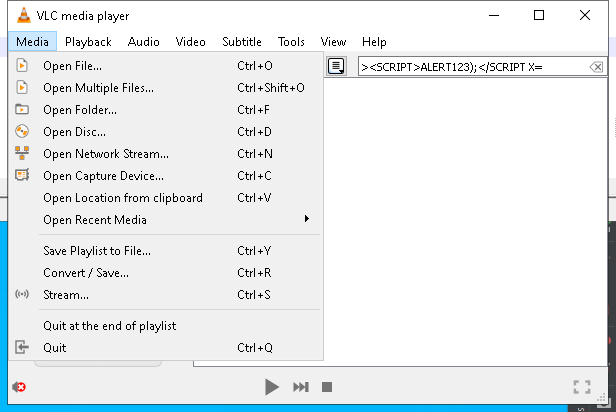 VLC media player
Media Playback Audio Video Subtitle Tools View Help
><SCRIPT>ALERT123);</SCRIPT X=
Open File... Ctrl+O
Open Multiple Files... Ctrl+Shift+O
Open Folder... Ctrl+F
Open Disc... Ctrl+D
Open Network Stream... Ctrl+N
Open Capture Device... Ctrl+C
Open Location from clipboard Ctrl+V
Open Recent Media
Save Playlist to File... Ctrl+Y
Convert / Save... Ctrl+R
Stream... Ctrl+S
Quit at the end of playlist
Quit Ctrl+Q